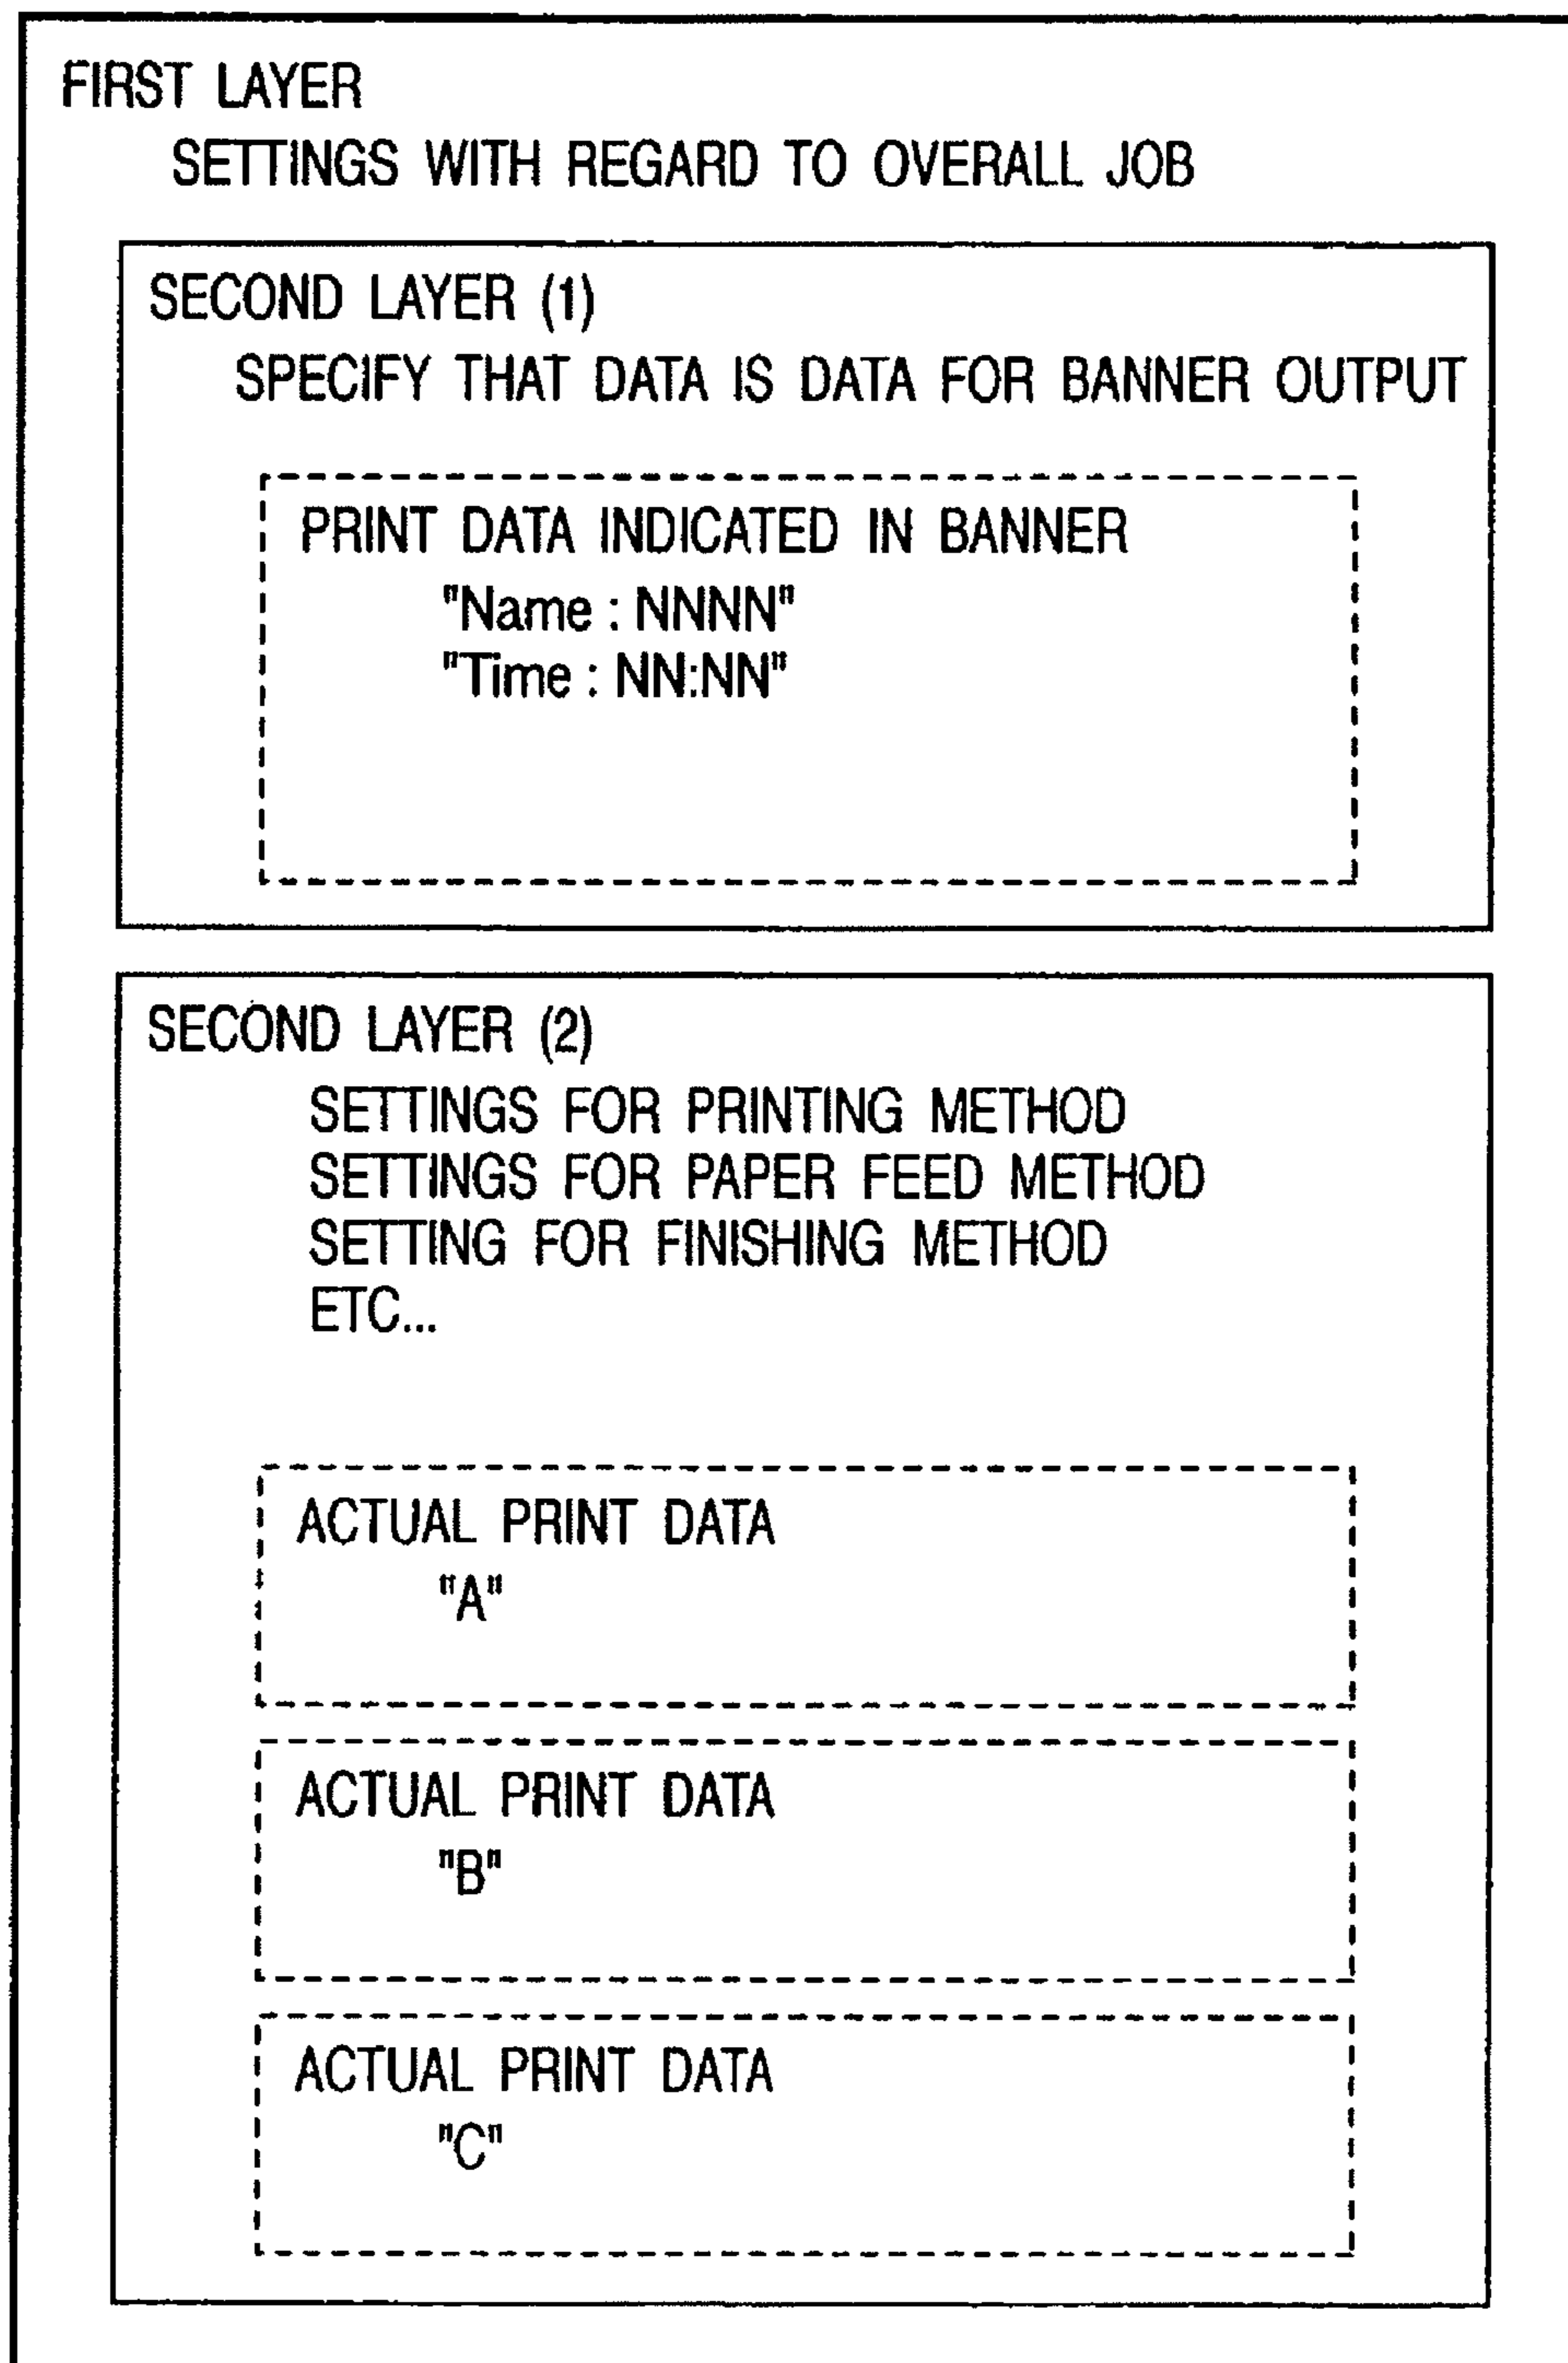 FIRST LAYER
SETTINGS WITH REGARD TO OVERALL JOB
SECOND LAYER (1)
SPECIFY THAT DATA IS DATA FOR BANNER OUTPUT
PRINT DATA INDICATED IN BANNER
"Name : NNNN"
"Time : NN:NN"
SECOND LAYER (2)
SETTINGS FOR PRINTING METHOD
SETTINGS FOR PAPER FEED METHOD
SETTING FOR FINISHING METHOD
ETC...
ACTUAL PRINT DATA
"A"
ACTUAL PRINT DATA
"B"
ACTUAL PRINT DATA
"C"